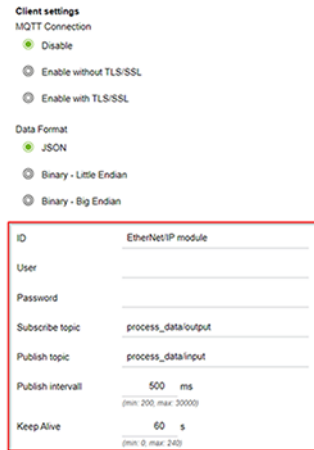 Client settings
MQTT Connection
Disable
Enable without TLS/SSL
Enable with TLS/SSL
Data Format
JSON
Binary - Little Endian
Binary - Big Endian
ID EtherNet/IP module
User
Password
Subscribe topic process_data/output
Publish topic process_data/input
Publish intervall 500 ms
(min: 200, max: 30000)
Keep Alive 60 s
(min: 0, max: 240)